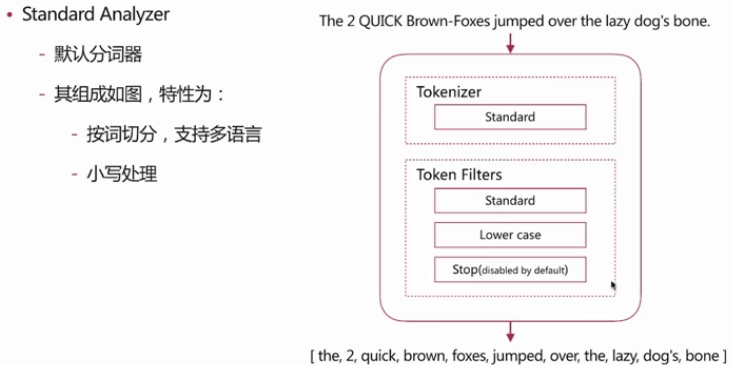 • Standard Analyzer
- 默认分词器
- 其组成如图，特性为：
- 按词切分，支持多语言
- 小写处理
The 2 QUICK Brown-Foxes jumped over the lazy dog's bone.
Tokenizer
Standard
Token Filters
Standard
Lower case
Stop(disabled by default)
[ the, 2, quick, brown, foxes, jumped, over, the, lazy, dog's, bone ]